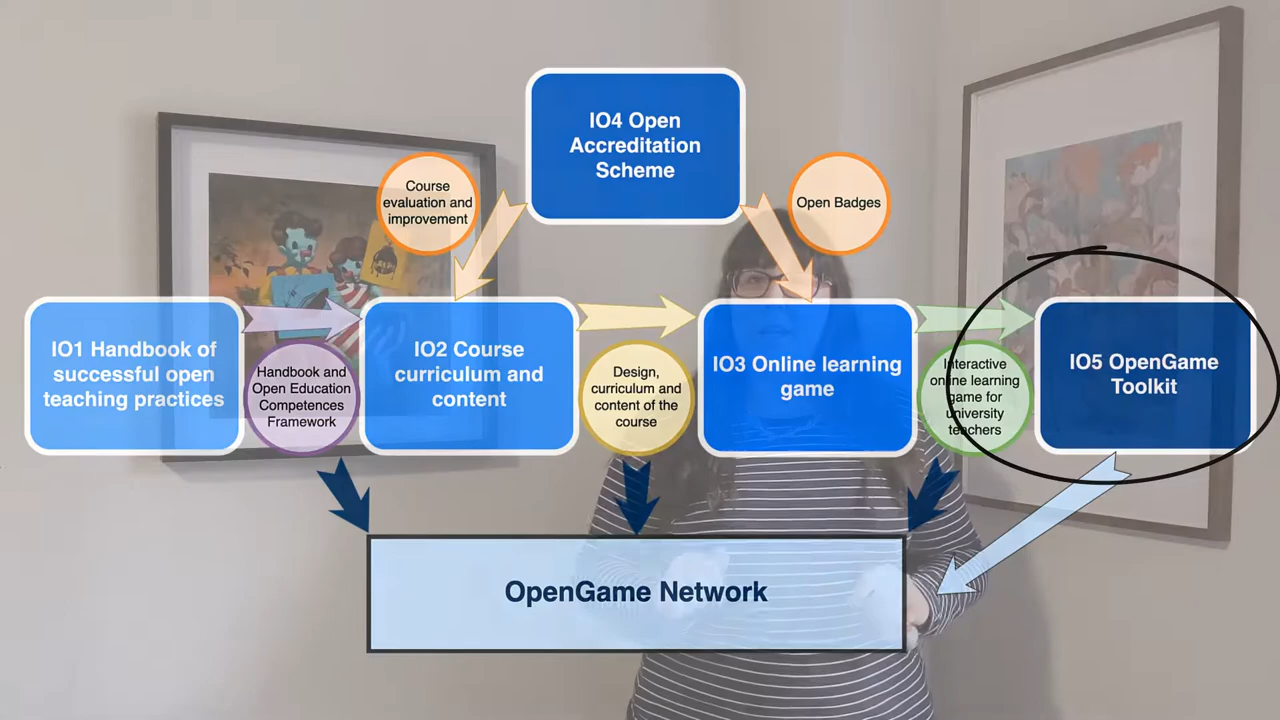 IO4 Open
Accreditation
Scheme
Course
evaluation and
improvement
Open Badges
IO1 Handbook of
successful open
teaching practices
Handbook and
Open Education
Competences
Framework
IO2 Course
curriculum and
content
Design,
curriculum and
content of the
course
IO3 Online learning
game
Interactive
online learning
game for
university
teachers
IO5 OpenGame
Toolkit
OpenGame Network